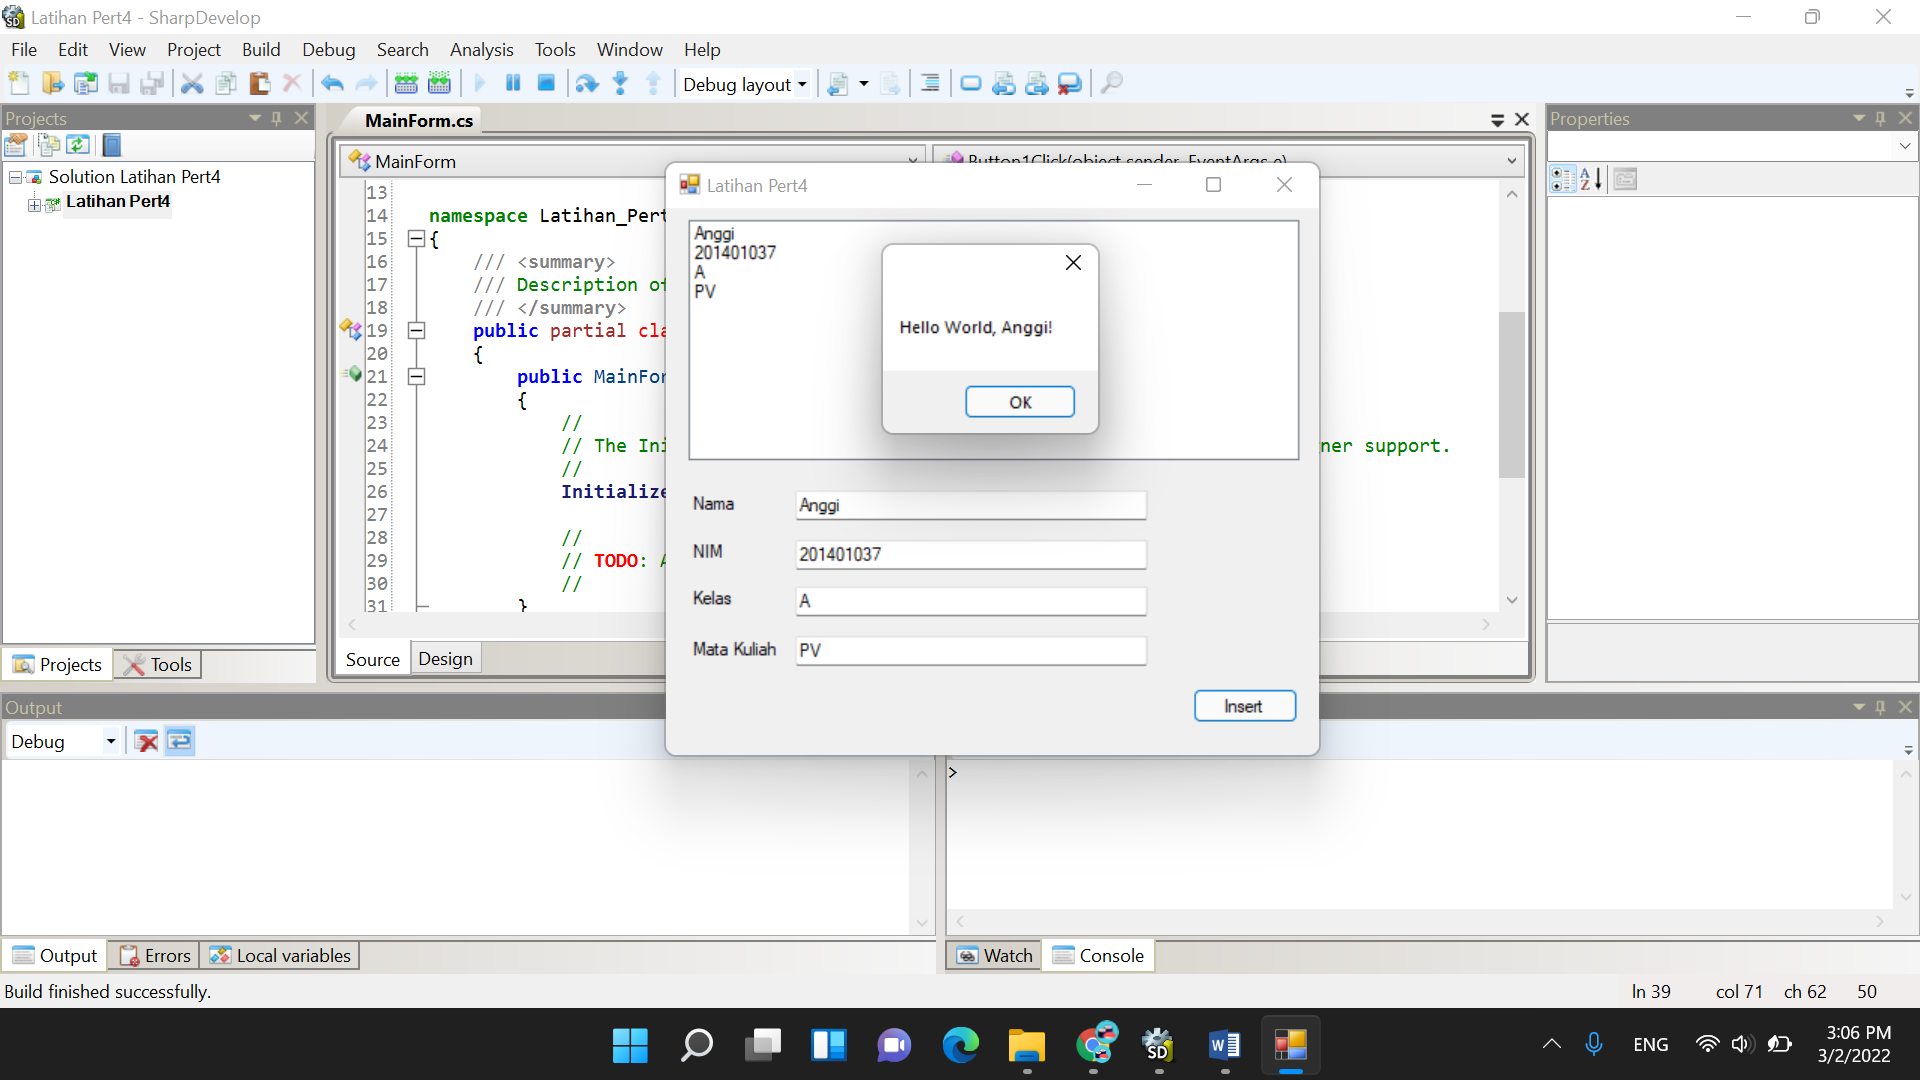 Latihan Pert4 - SharpDevelop
File Edit View Project Build Debug Search Analysis Tools Window Help
Debug layout
Projects
Solution Latihan Pert4
Latihan Pert4
Projects Tools
MainForm.cs
MainForm
Button1Click(object sender, EventArgs e)
13
14 namespace Latihan_Pert
15 {
16 /// <summary>
17 /// Description of
18 /// </summary>
19 public partial cla
20 {
21 public MainFor
22 {
23 //
24 // The Ini
ner support.
25 //
26 Initialize
27
28 //
29 // TODO: A
30 //
31 }
Source Design
Latihan Pert4
Anggi
201401037
A
PV
Hello World, Anggi!
OK
Nama Anggi
NIM 201401037
Kelas A
Mata Kuliah PV
Insert
Properties
Output
Debug
>
Output Errors Local variables
Watch Console
Build finished successfully.
ln 39 col 71 ch 62 50
ENG
3:06 PM
3/2/2022